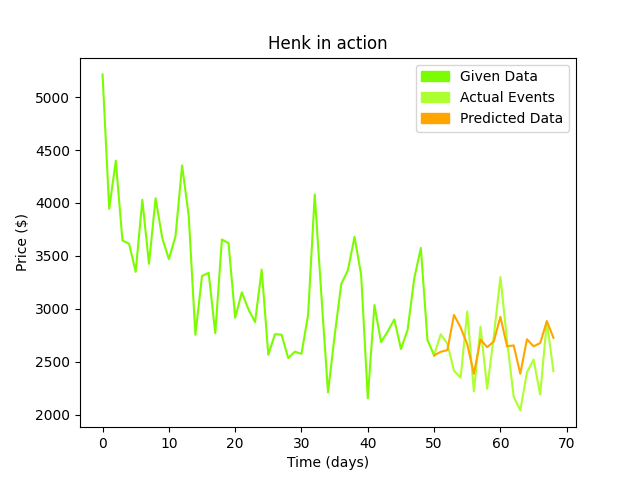 Henk in action
Given Data
Actual Events
Predicted Data
Price ($)
5000
4500
4000
3500
3000
2500
2000
0 10 20 30 40 50 60 70
Time (days)